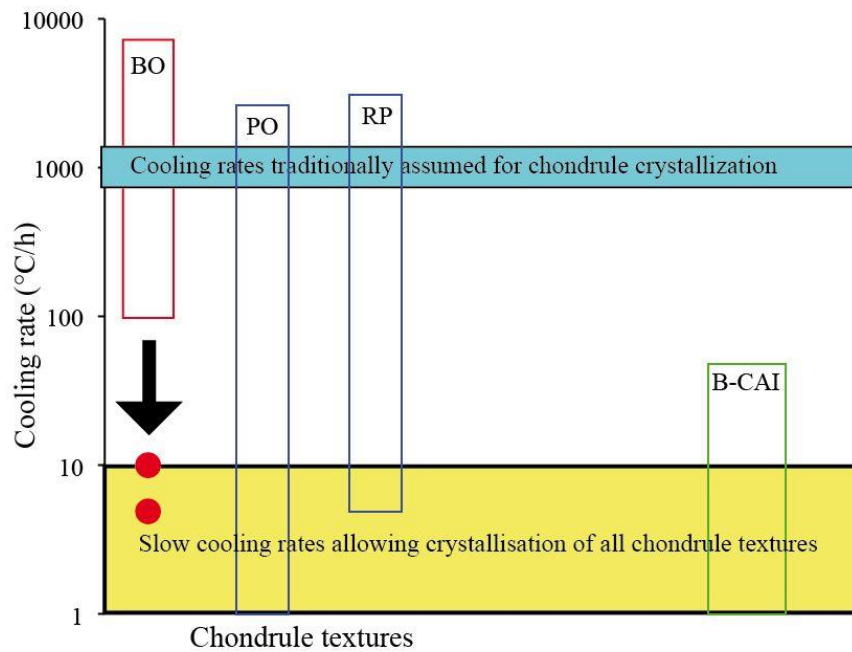 10000
BO
PO
RP
Cooling rates traditionally assumed for chondrule crystallization
1000
Cooling rate (°C/h)
100
B-CAI
10
Slow cooling rates allowing crystallisation of all chondrule textures
1
Chondrule textures